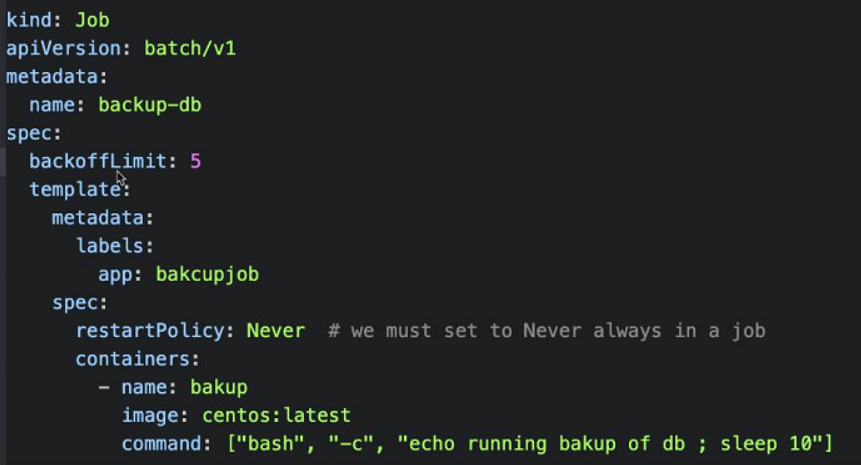 kind: Job
apiVersion: batch/v1
metadata:
  name: backup-db
spec:
  backoffLimit: 5
  template:
    metadata:
      labels:
        app: bakcupjob
    spec:
      restartPolicy: Never  # we must set to Never always in a job
      containers:
        - name: bakup
          image: centos:latest
          command: ["bash", "-c", "echo running bakup of db ; sleep 10"]